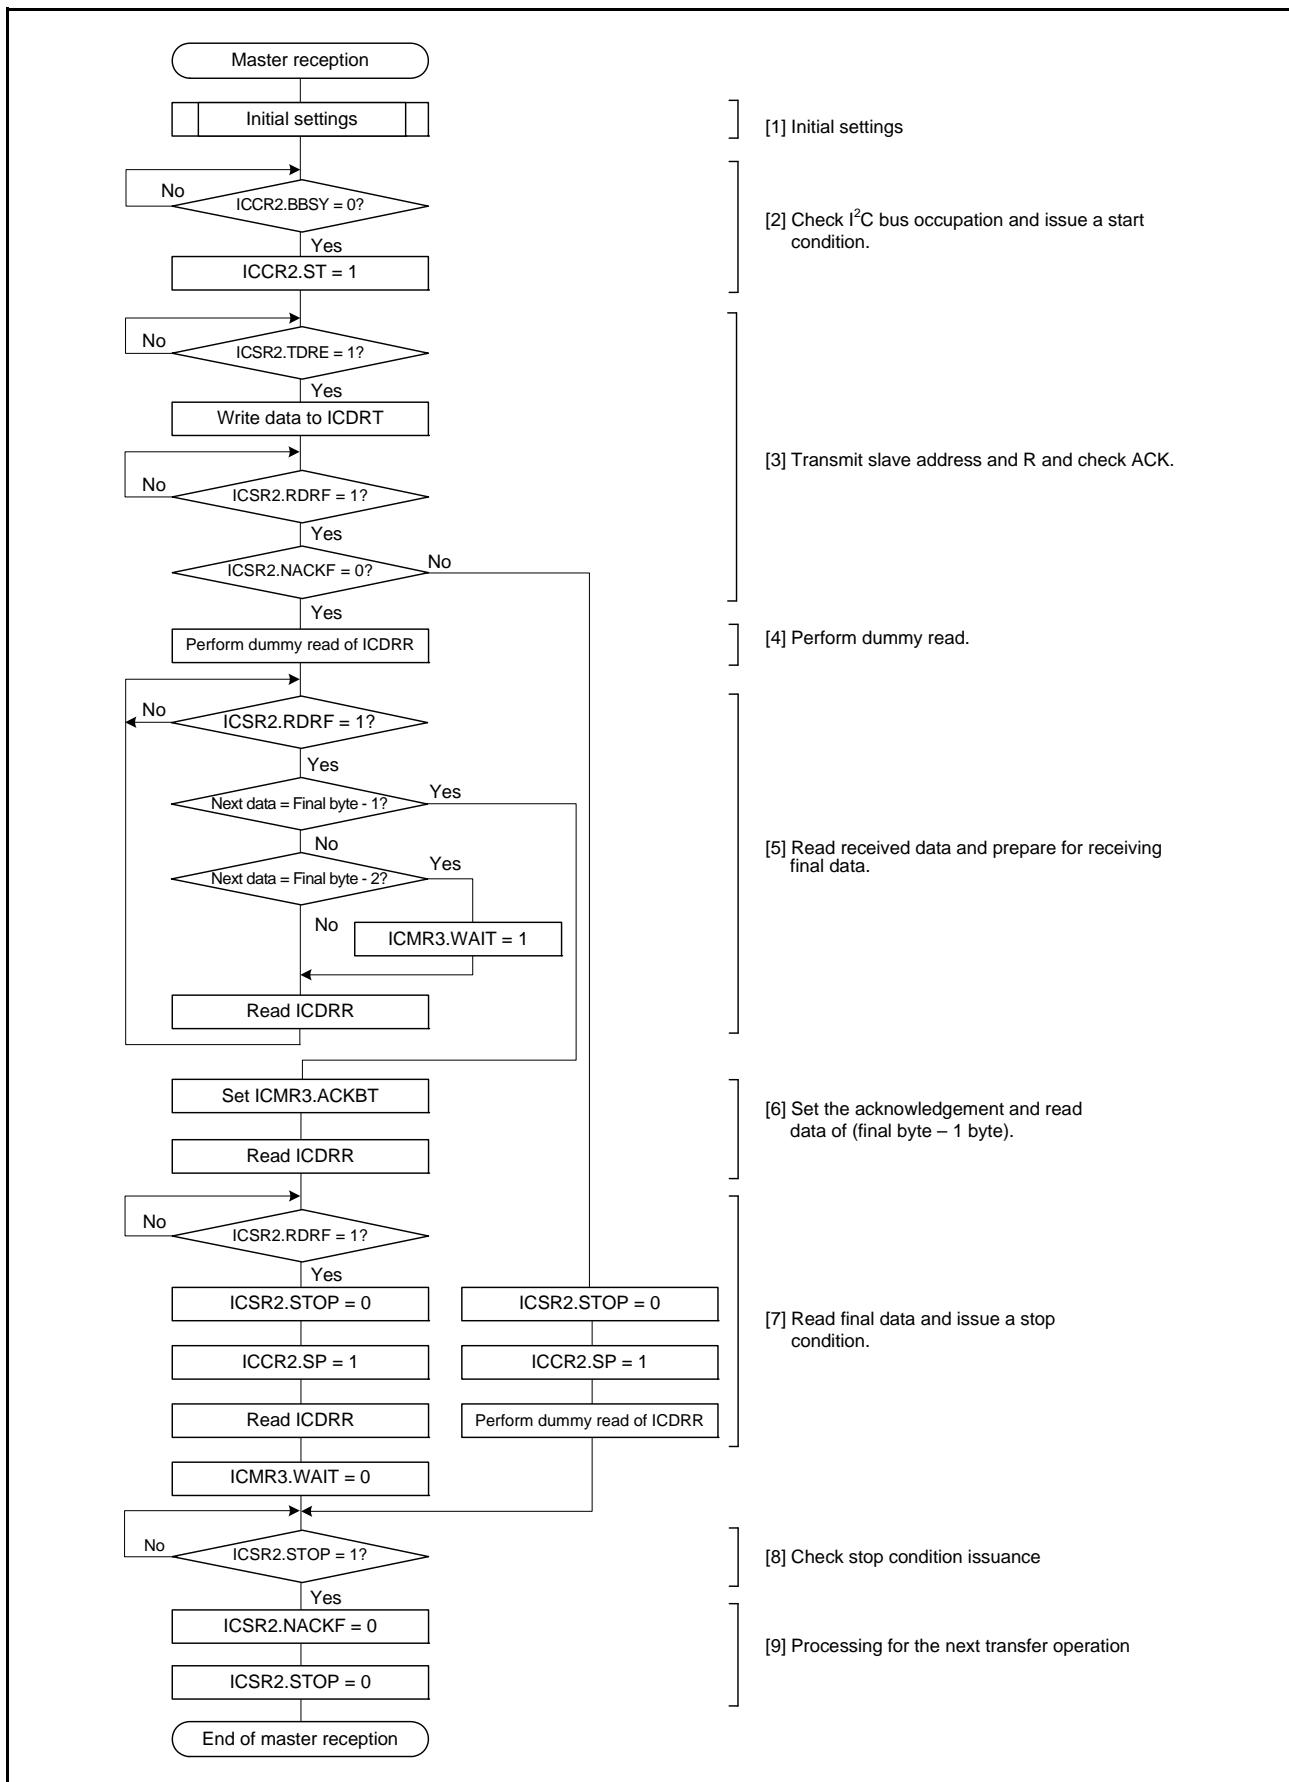 Master reception
Initial settings
[1] Initial settings
No
ICCR2.BBSY = 0?
Yes
ICCR2.ST = 1
[2] Check I²C bus occupation and issue a start
condition.
No
ICSR2.TDRE = 1?
Yes
Write data to ICDRT
No
ICSR2.RDRF = 1?
Yes
ICSR2.NACKF = 0?
No
Yes
[3] Transmit slave address and R and check ACK.
Perform dummy read of ICDRR
[4] Perform dummy read.
No
ICSR2.RDRF = 1?
Yes
Next data = Final byte - 1?
Yes
No
Next data = Final byte - 2?
Yes
No
ICMR3.WAIT = 1
Read ICDRR
[5] Read received data and prepare for receiving
final data.
Set ICMR3.ACKBT
Read ICDRR
[6] Set the acknowledgement and read
data of (final byte – 1 byte).
No
ICSR2.RDRF = 1?
Yes
ICSR2.STOP = 0
ICSR2.STOP = 0
ICCR2.SP = 1
ICCR2.SP = 1
Read ICDRR
Perform dummy read of ICDRR
[7] Read final data and issue a stop
condition.
ICMR3.WAIT = 0
No
ICSR2.STOP = 1?
Yes
[8] Check stop condition issuance
ICSR2.NACKF = 0
ICSR2.STOP = 0
[9] Processing for the next transfer operation
End of master reception